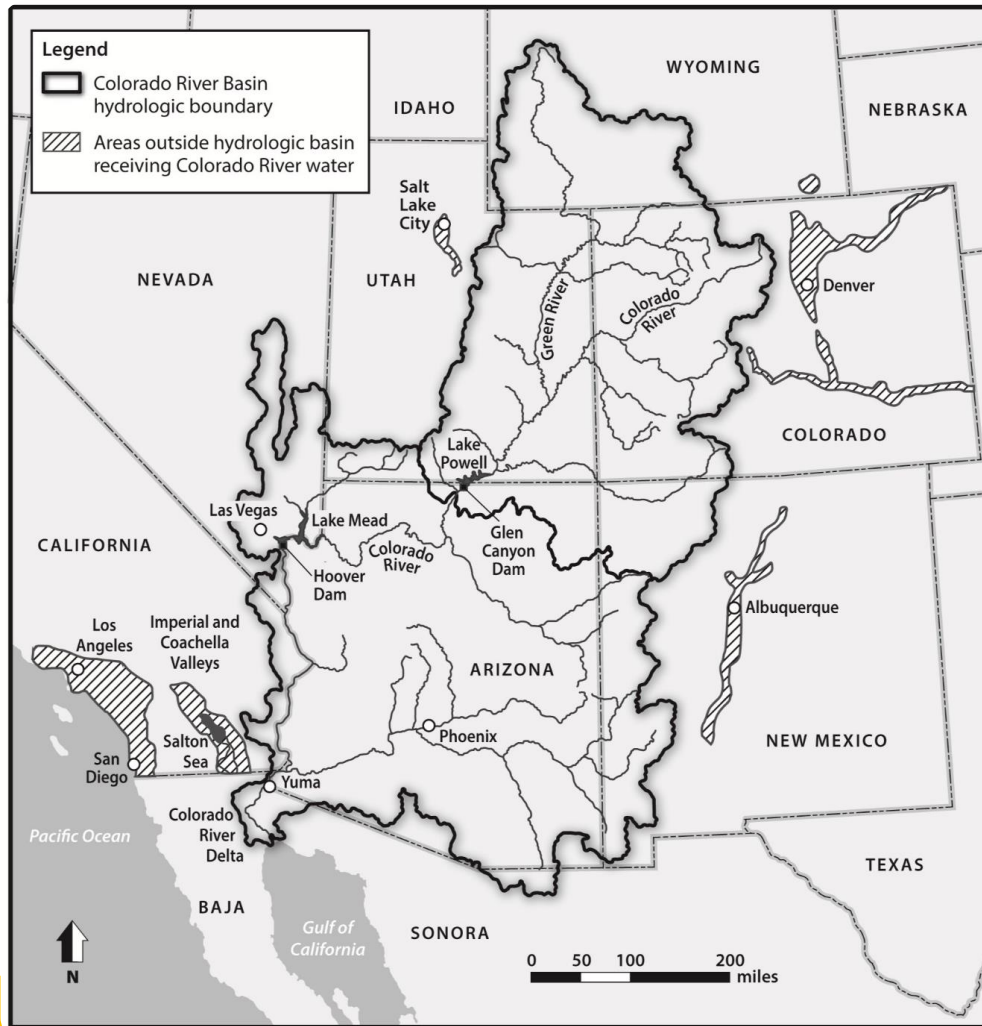 Legend
Colorado River Basin
hydrologic boundary
Areas outside hydrologic basin
receiving Colorado River water
WYOMING
IDAHO
NEBRASKA
Salt
Lake
City
NEVADA
UTAH
Green River
Colorado
River
Denver
COLORADO
Lake
Powell
Las Vegas
Lake Mead
Colorado
River
Glen
Canyon
Dam
Hoover
Dam
CALIFORNIA
Los
Angeles
Imperial and
Coachella
Valleys
Albuquerque
ARIZONA
Phoenix
NEW MEXICO
San
Diego
Salton
Sea
Yuma
Colorado
River
Delta
Pacific Ocean
TEXAS
BAJA
Gulf of
California
SONORA
N
0 50 100 200
miles